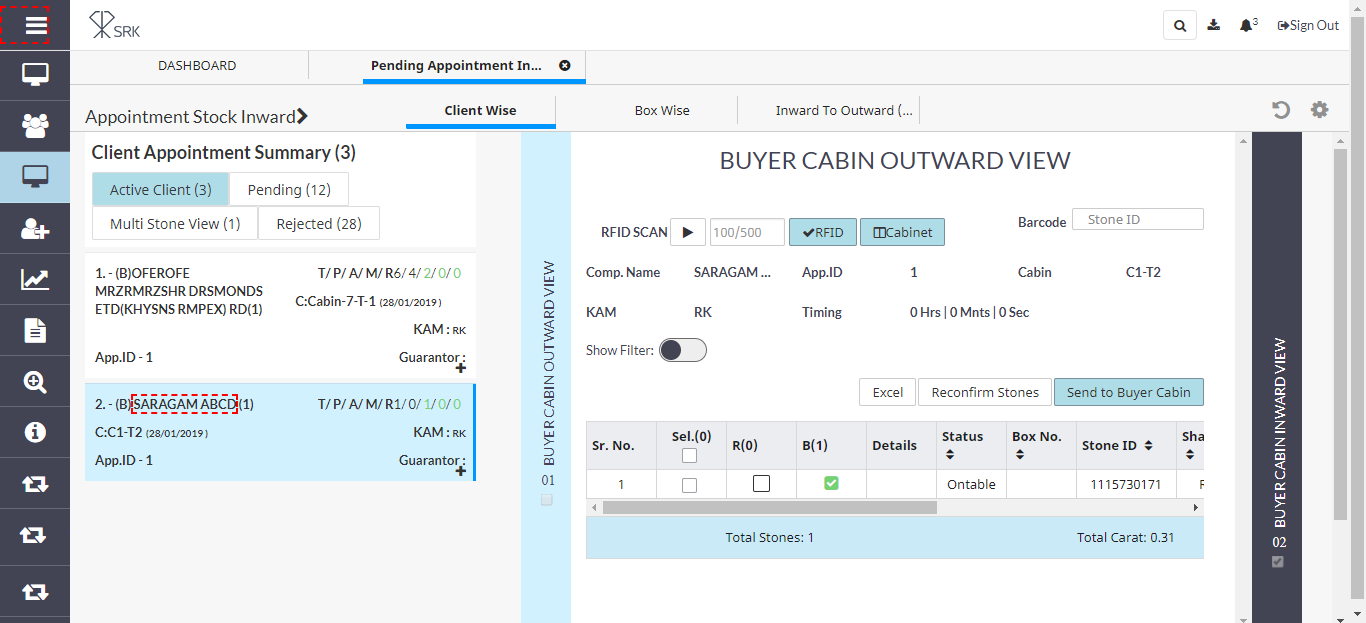 SRK
3
Sign Out
DASHBOARD
Pending Appointment In...
Appointment Stock Inward
Client Wise
Box Wise
Inward To Outward (...
Client Appointment Summary (3)
Active Client (3)
Pending (12)
Multi Stone View (1)
Rejected (28)
1. - (B)OFEROFE
MRZRMRZSHR DRSMONDS
ETD(KHYSNS RMPEX) RD(1)
T/ P/ A/ M/ R6/ 4/ 2/ 0/ 0
C:Cabin-7-T-1 (28/01/2019 )
KAM : RK
App.ID - 1
Guarantor :
2. - (B)SARAGAM ABCD(1)
T/ P/ A/ M/ R1/ 0/ 1/ 0/ 0
C:C1-T2 (28/01/2019 )
KAM : RK
App.ID - 1
Guarantor :
BUYER CABIN OUTWARD VIEW
01
BUYER CABIN OUTWARD VIEW
RFID SCAN
100/500
RFID
Cabinet
Barcode
Stone ID
Comp. Name
SARAGAM ...
App.ID
1
Cabin
C1-T2
KAM
RK
Timing
0 Hrs | 0 Mnts | 0 Sec
Show Filter:
Excel
Reconfirm Stones
Send to Buyer Cabin
Sr. No.
Sel.(0)
R(0)
B(1)
Details
Status
Box No.
Stone ID
Sha
1
Ontable
1115730171
Total Stones: 1
Total Carat: 0.31
BUYER CABIN INWARD VIEW
02